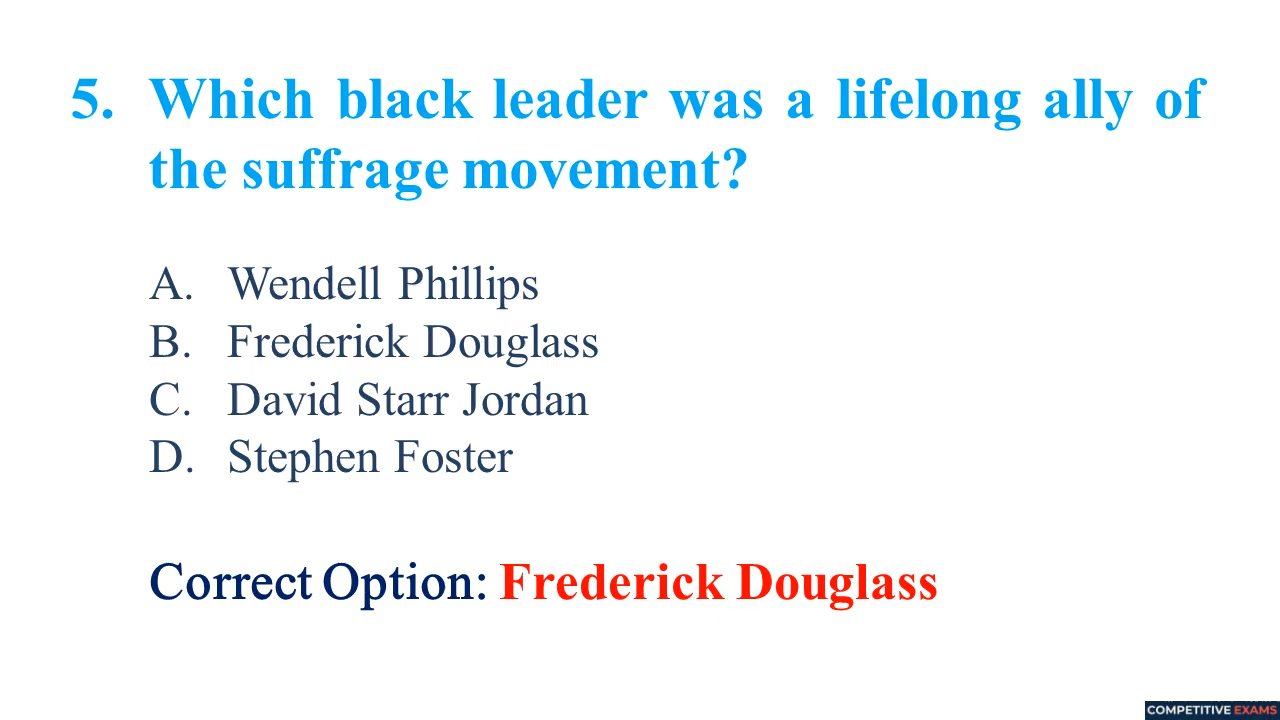 5. Which black leader was a lifelong ally of
the suffrage movement?
A. Wendell Phillips
B. Frederick Douglass
C. David Starr Jordan
D. Stephen Foster
Correct Option: Frederick Douglass
COMPETITIVE EXAMS